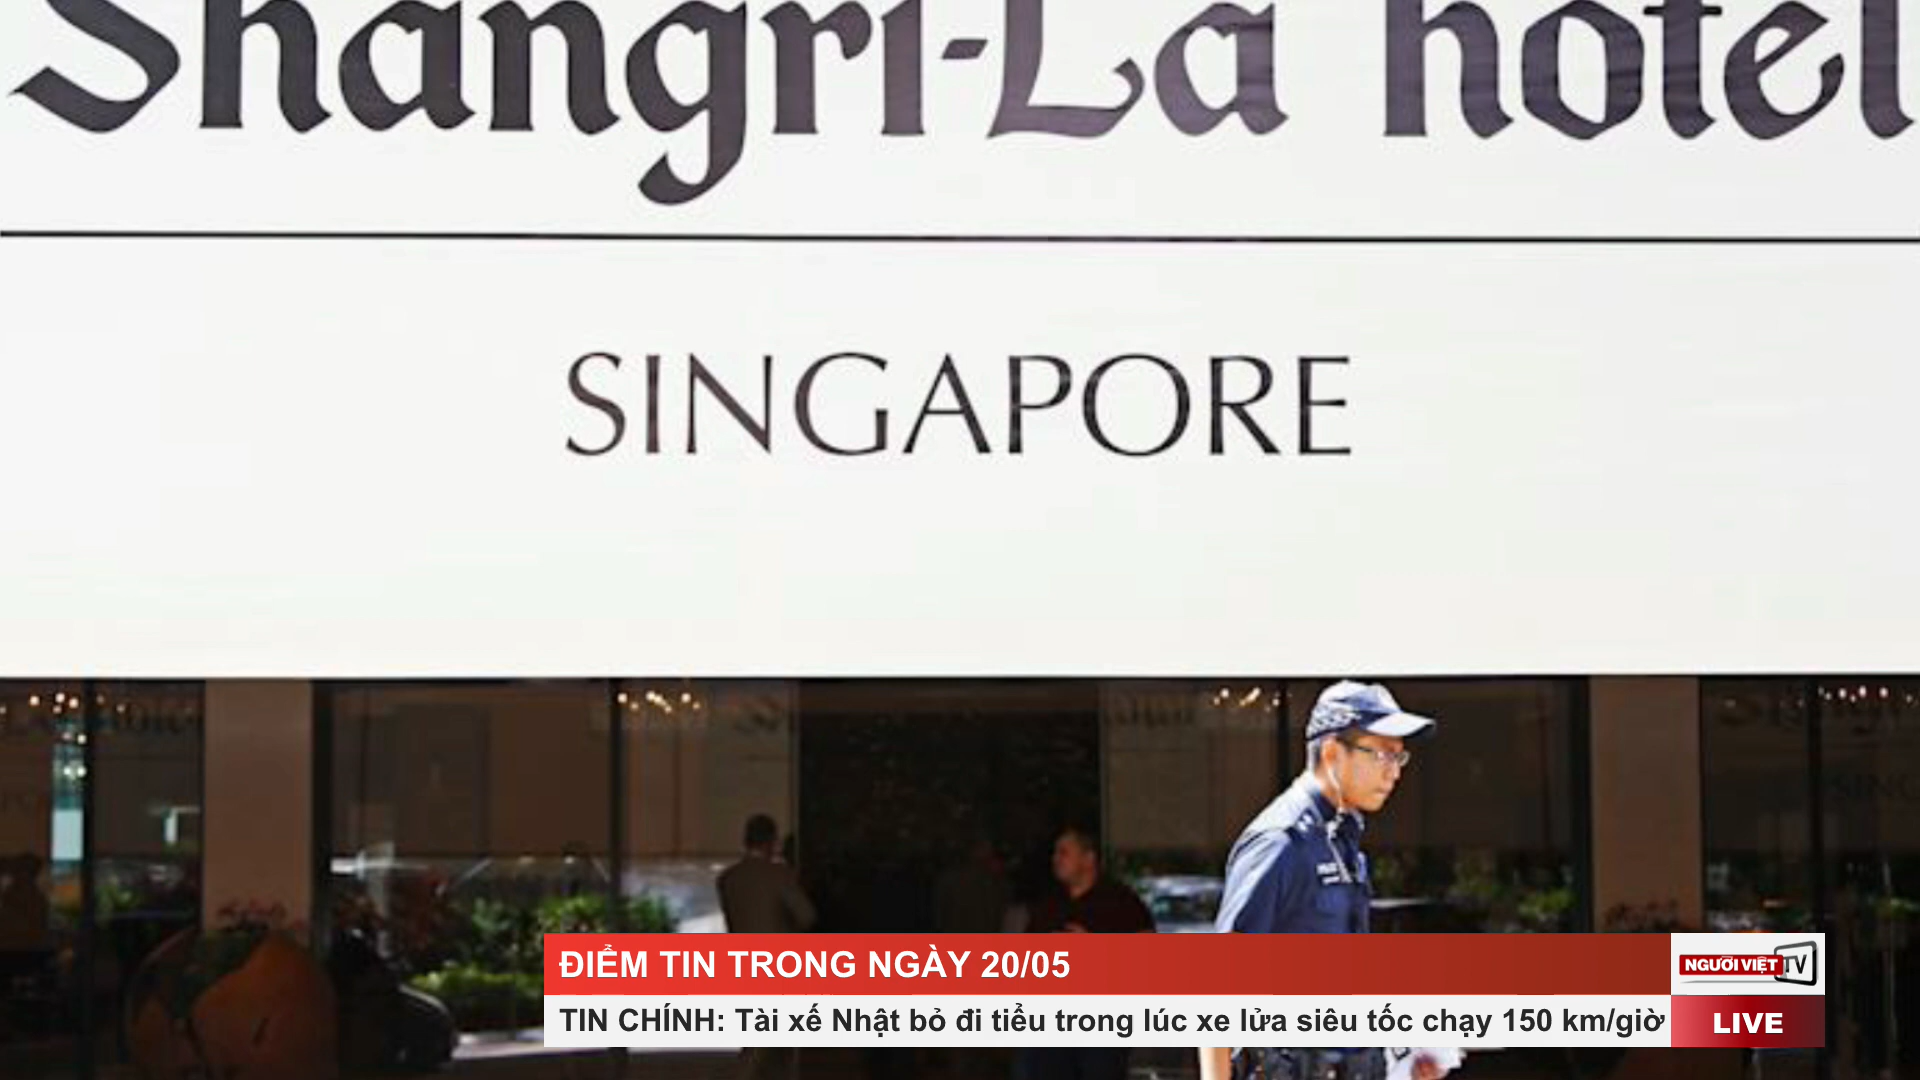 Shangri-La hotel
SINGAPORE
ĐIỂM TIN TRONG NGÀY 20/05
NGƯỜI VIỆT TV
TIN CHÍNH: Tài xế Nhật bỏ đi tiểu trong lúc xe lửa siêu tốc chạy 150 km/giờ
LIVE